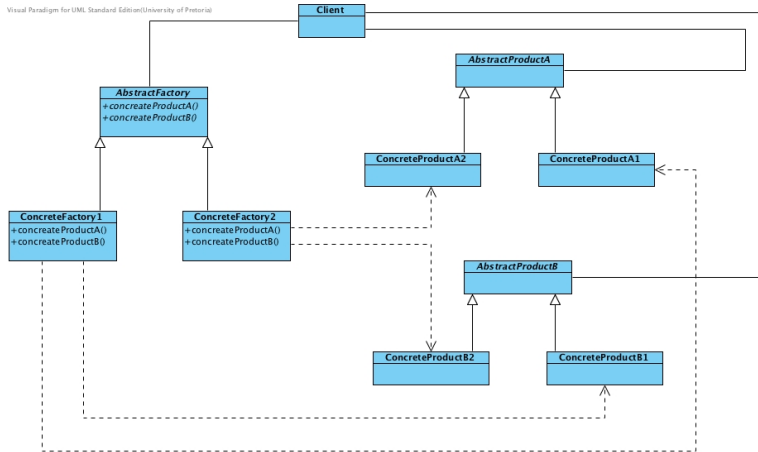 Visual Paradigm for UML Standard Edition(University of Pretoria)
Client
AbstractProductA
AbstractFactory
+concreateProductA()
+concreateProductB()
ConcreteProductA2
ConcreteProductA1
ConcreteFactory1
+concreateProductA()
+concreateProductB()
ConcreteFactory2
+concreateProductA()
+concreateProductB()
AbstractProductB
ConcreteProductB2
ConcreteProductB1